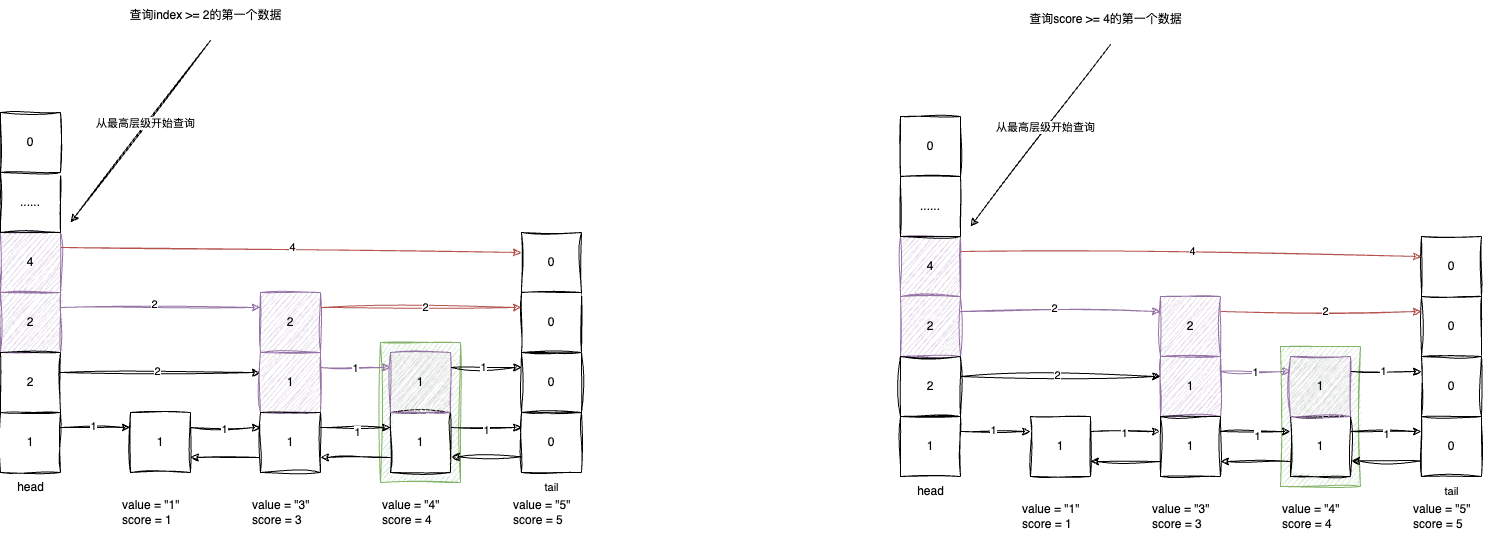 查询index >= 2的第一个数据
从最高层级开始查询
0
......
4
4
0
2
2
2
2
0
2
2
1
1
1
1
0
1
1
1
1
1
1
1
1
0
head
tail
value = "1"
score = 1
value = "3"
score = 3
value = "4"
score = 4
value = "5"
score = 5
查询score >= 4的第一个数据
从最高层级开始查询
0
......
4
4
0
2
2
2
2
0
2
2
1
1
1
1
0
1
1
1
1
1
1
1
1
0
head
tail
value = "1"
score = 1
value = "3"
score = 3
value = "4"
score = 4
value = "5"
score = 5